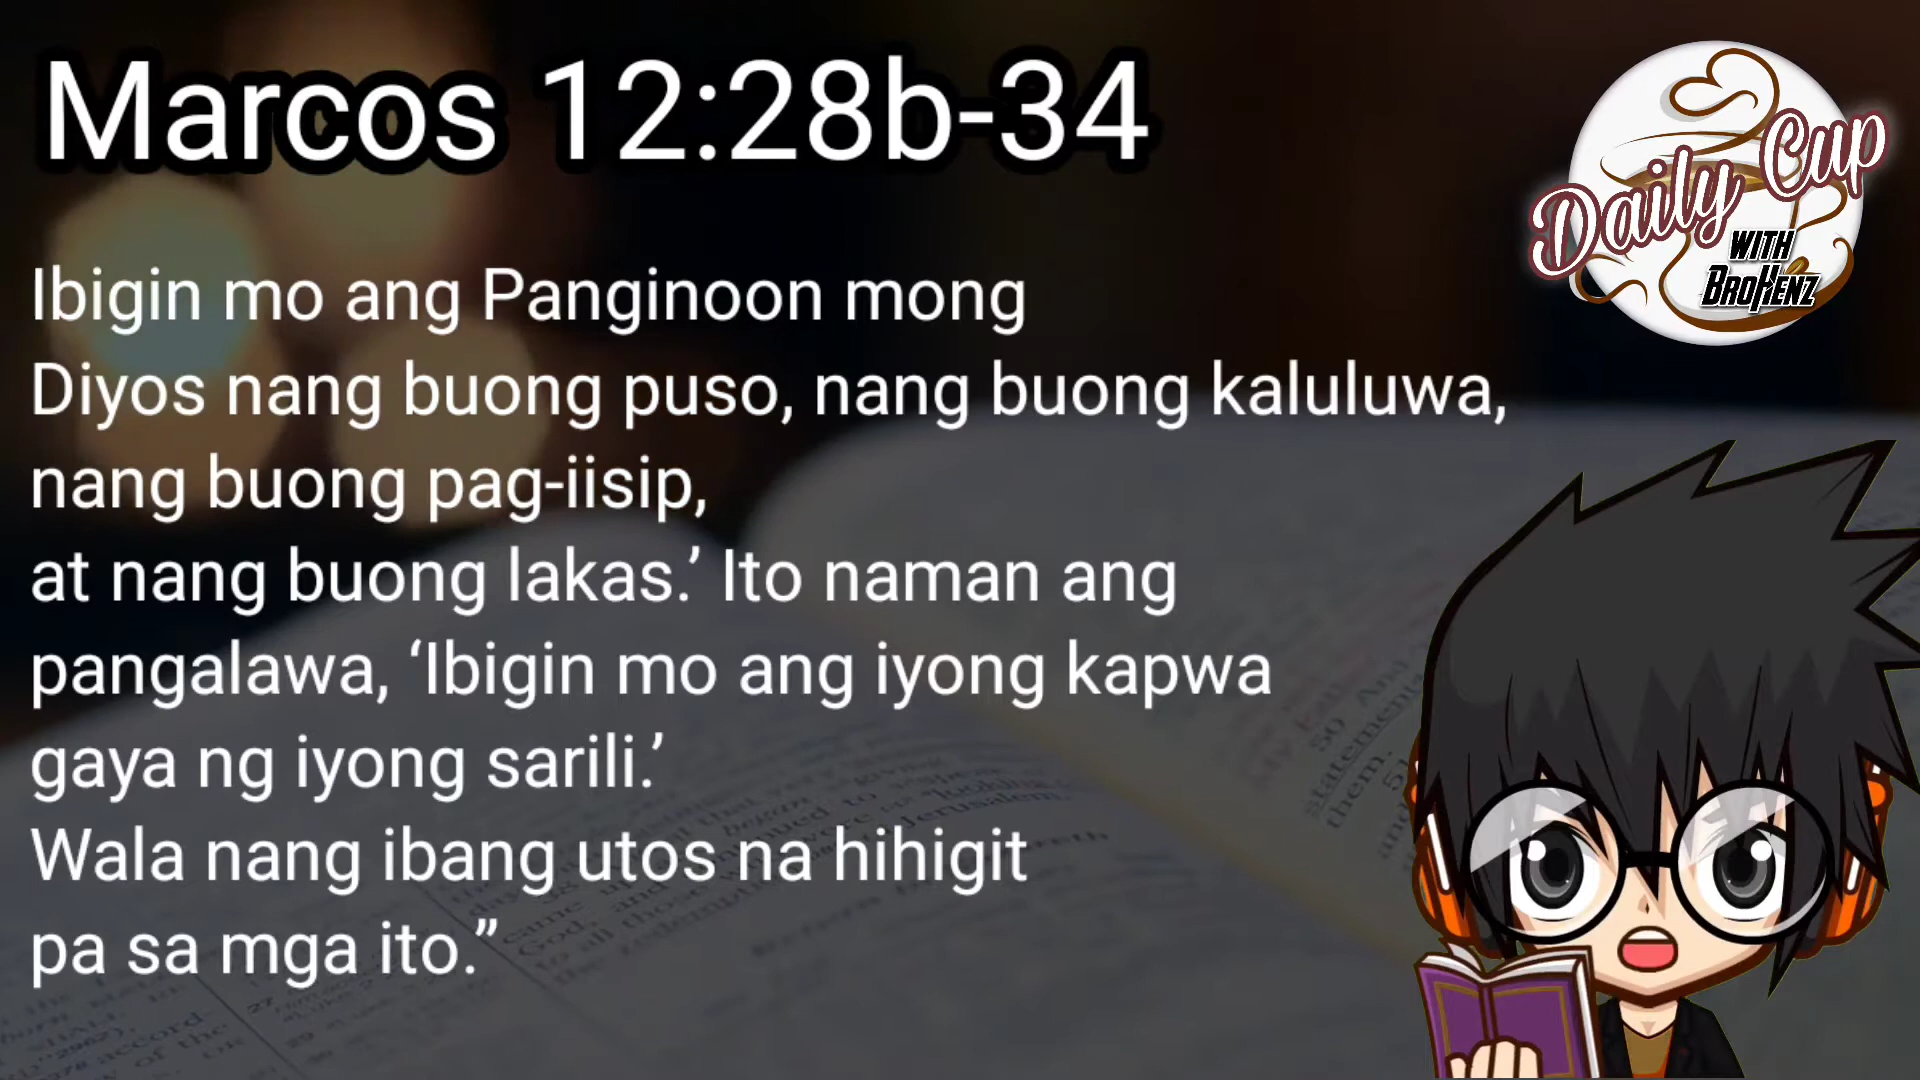 Marcos 12:28b-34
Daily Cup
WITH
BROHENZ
Ibigin mo ang Panginoon mong
Diyos nang buong puso, nang buong kaluluwa,
nang buong pag-iisip,
at nang buong lakas.’ Ito naman ang
pangalawa, ‘Ibigin mo ang iyong kapwa
gaya ng iyong sarili.’
Wala nang ibang utos na hihigit
pa sa mga ito.”